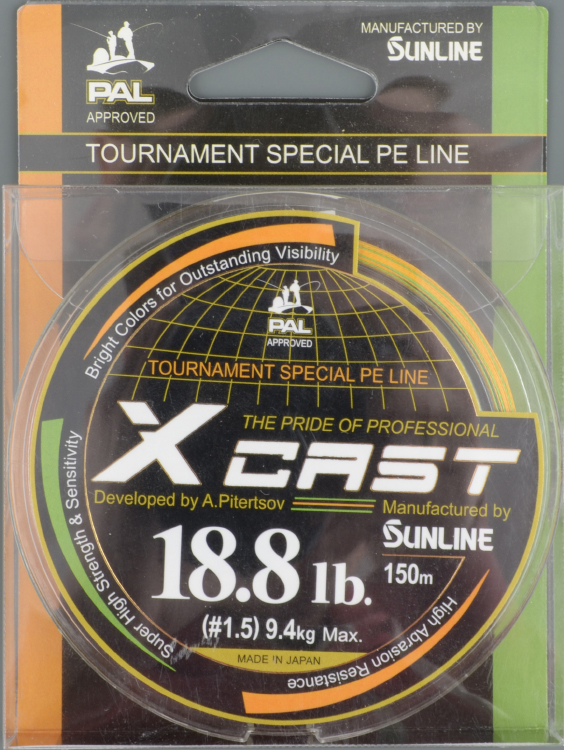 MANUFACTURED BY
SUNLINE
PAL
APPROVED
TOURNAMENT SPECIAL PE LINE
Bright Colors for Outstanding Visibility
PAL
APPROVED
TOURNAMENT SPECIAL PE LINE
THE PRIDE OF PROFESSIONAL
X CAST
Developed by A.Pitertsov
Manufactured by
SUNLINE
18.8 lb.
150m
(#1.5) 9.4kg Max.
MADE IN JAPAN
Super High Strength & Sensitivity
High Abrasion Resistance